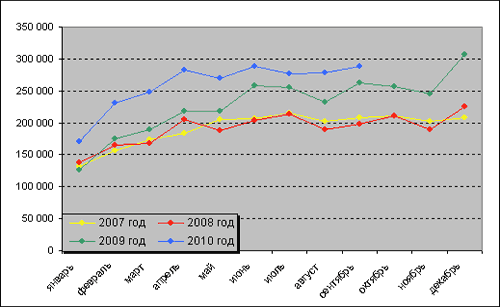 350 000
300 000
250 000
200 000
150 000
100 000
50 000
0
2007 год 2008 год
2009 год 2010 год
январь
февраль
март
апрель
май
июнь
июль
август
сентябрь
октябрь
ноябрь
декабрь